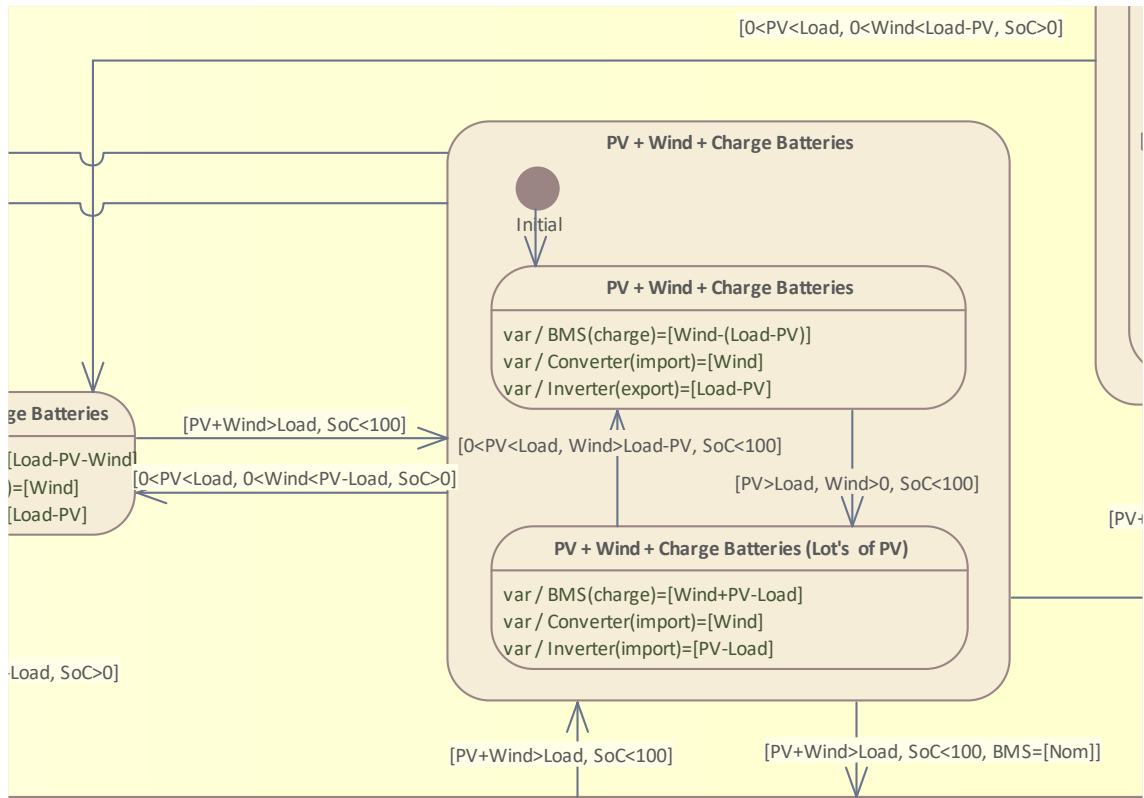 [0<PV<Load, 0<Wind<Load-PV, SoC>0]
PV + Wind + Charge Batteries
Initial
PV + Wind + Charge Batteries
var / BMS(charge)=[Wind-(Load-PV)]
var / Converter(import)=[Wind]
var / Inverter(export)=[Load-PV]
ge Batteries
[Load-PV-Wind]
)=[Wind]
[Load-PV]
[PV+Wind>Load, SoC<100]
[0<PV<Load, 0<Wind<PV-Load, SoC>0]
[0<PV<Load, Wind>Load-PV, SoC<100]
[PV>Load, Wind>0, SoC<100]
[PV+
PV + Wind + Charge Batteries (Lot's of PV)
var / BMS(charge)=[Wind+PV-Load]
var / Converter(import)=[Wind]
var / Inverter(import)=[PV-Load]
-Load, SoC>0]
[PV+Wind>Load, SoC<100]
[PV+Wind>Load, SoC<100, BMS=[Nom]]